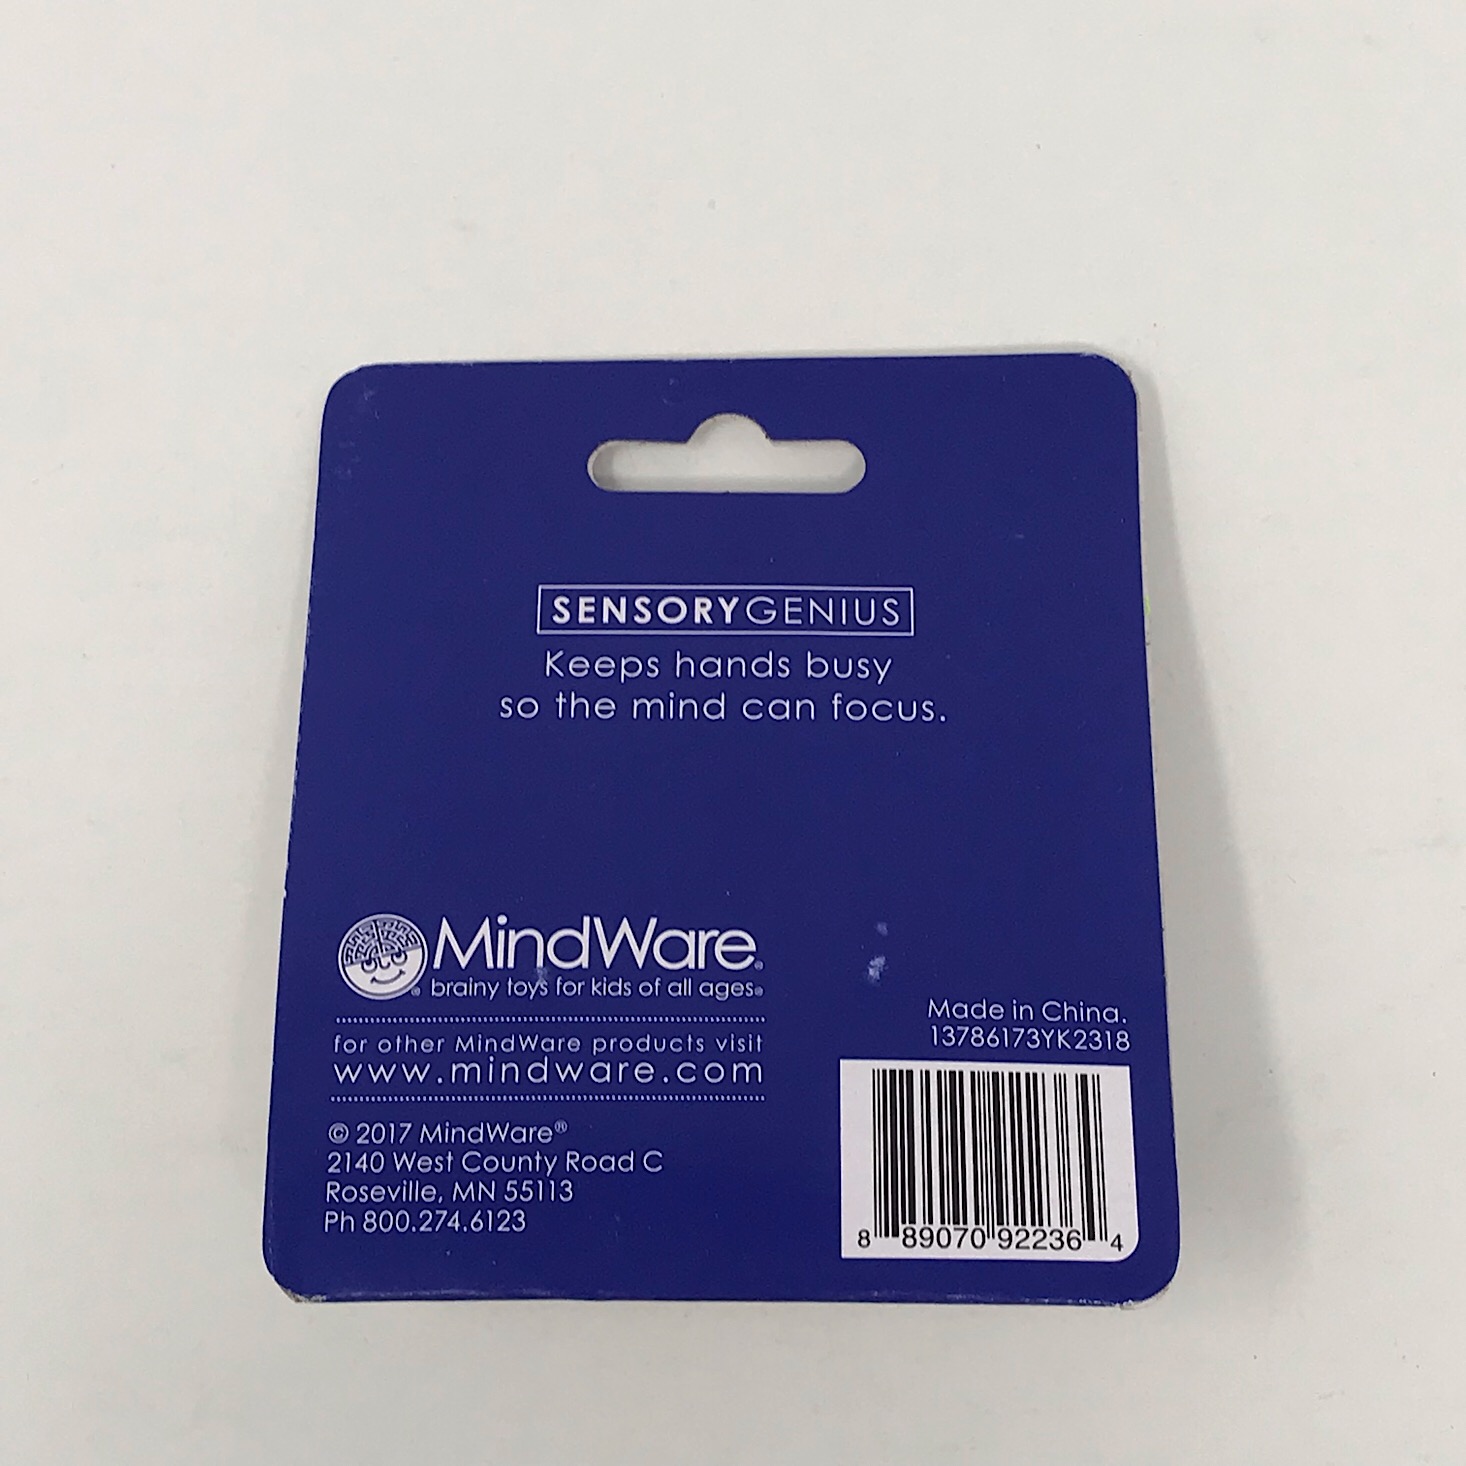 SENSORYGENIUS
Keeps hands busy
so the mind can focus.
MindWare®
brainy toys for kids of all ages®
for other MindWare products visit
www.mindware.com
© 2017 MindWare®
2140 West County Road C
Roseville, MN 55113
Ph 800.274.6123
Made in China.
13786173YK2318
8 89070 92236 4